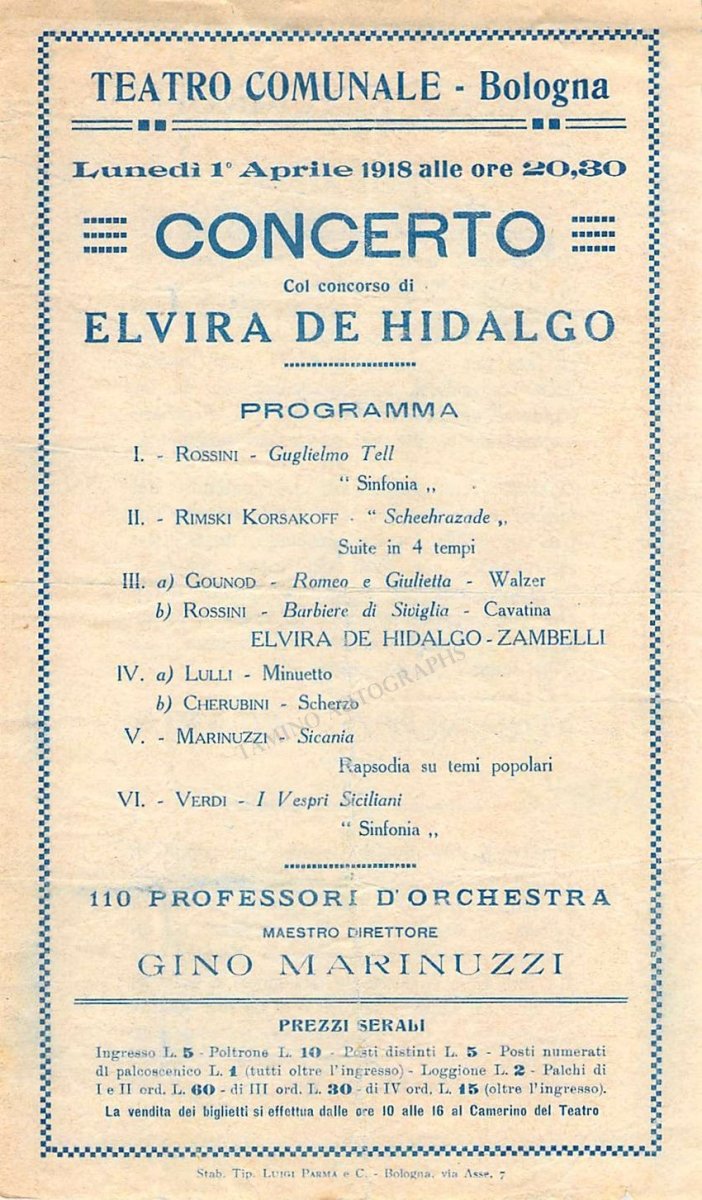 TEATRO COMUNALE - Bologna
Lunedì 1° Aprile 1918 alle ore 20,30
CONCERTO
Col concorso di
ELVIRA DE HIDALGO
PROGRAMMA
I. - ROSSINI - Guglielmo Tell
“ Sinfonia „
II. - RIMSKI KORSAKOFF - “ Scheehrazade „
Suite in 4 tempi
III. a) GOUNOD - Romeo e Giulietta - Walzer
b) ROSSINI - Barbiere di Siviglia - Cavatina
ELVIRA DE HIDALGO - ZAMBELLI
IV. a) LULLI - Minuetto
b) CHERUBINI - Scherzo
V. - MARINUZZI - Sicania
Rapsodia su temi popolari
VI. - VERDI - I Vespri Siciliani
“ Sinfonia „
TAMINO AUTOGRAPHS
110 PROFESSORI D'ORCHESTRA
MAESTRO DIRETTORE
GINO MARINUZZI
PREZZI SERALI
Ingresso L. 5 - Poltrone L. 10 - Posti distinti L. 5 - Posti numerati
di palcoscenico L. 1 (tutti oltre l'ingresso) - Loggione L. 2 - Palchi di
I e II ord. L. 60 - di III ord. L. 30 - di IV ord. L. 15 (oltre l'ingresso).
La vendita dei biglietti si effettua dalle ore 10 alle 16 al Camerino del Teatro
Stab. Tip. LUIGI PARMA e C. - Bologna, via Asse, 7